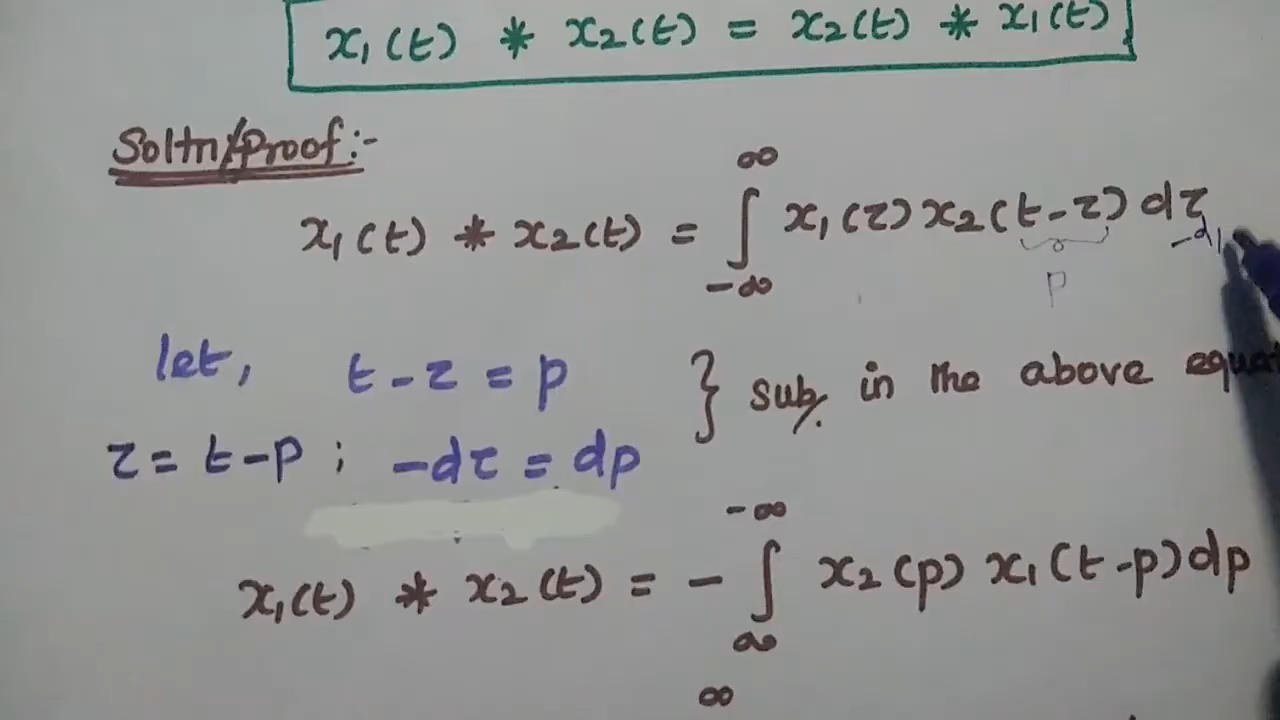 x₁(t) * x₂(t) = x₂(t) * x₁(t)
Soltn/Proof:-
x₁(t) * x₂(t) = ∫_{-∞}^{∞} x₁(τ) x₂(t-τ) dτ
P
let, t-τ = p } sub. in the above
τ = t-p ; -dτ = dp
x₁(t) * x₂(t) = - ∫_{∞}^{-∞} x₂(p) x₁(t-p) dp
∞